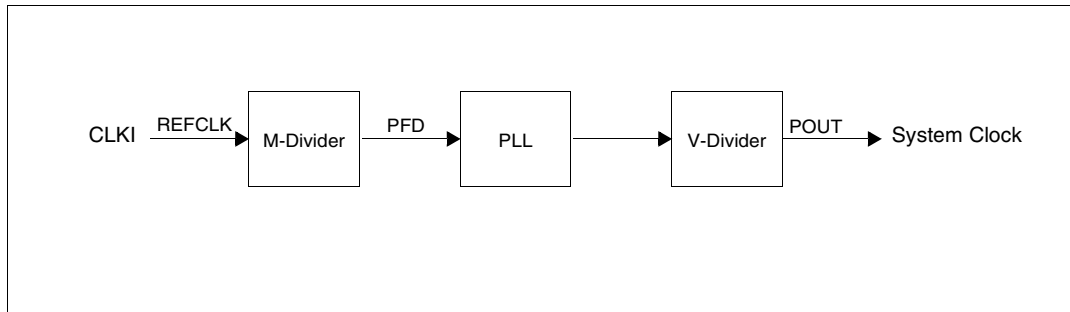 CLKI
REFCLK
M-Divider
PFD
PLL
V-Divider
POUT
System Clock